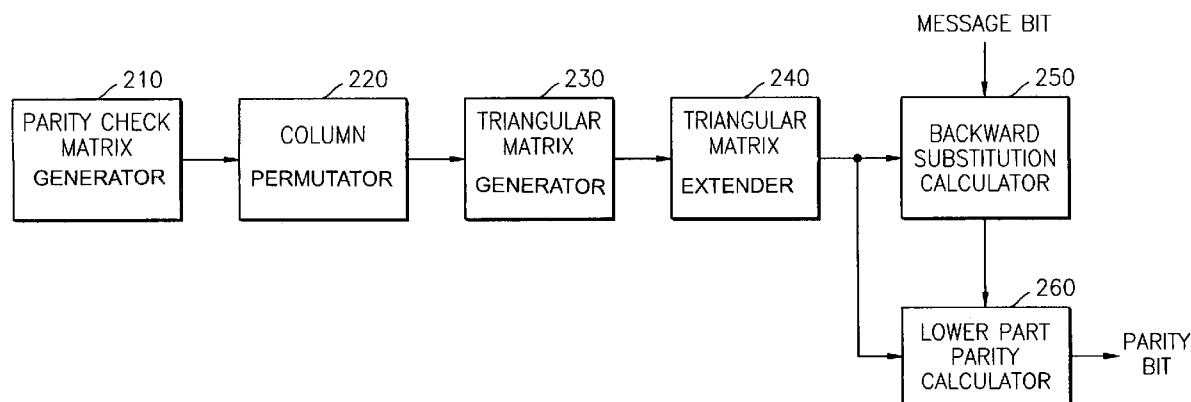 MESSAGE BIT
210
220
230
240
250
PARITY CHECK
MATRIX
GENERATOR
COLUMN
PERMUTATOR
TRIANGULAR
MATRIX
GENERATOR
TRIANGULAR
MATRIX
EXTENDER
BACKWARD
SUBSTITUTION
CALCULATOR
260
LOWER PART
PARITY
CALCULATOR
PARITY
BIT